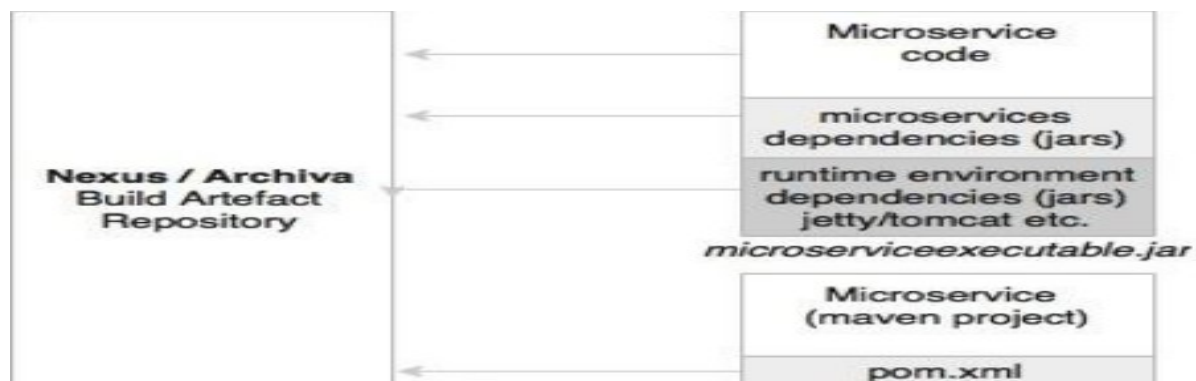 Nexus / Archiva
Build Artefact
Repository
Microservice
code
microservices
dependencies (jars)
runtime environment
dependencies (jars)
jetty/tomcat etc.
microserviceexecutable.jar
Microservice
(maven project)
pom.xml